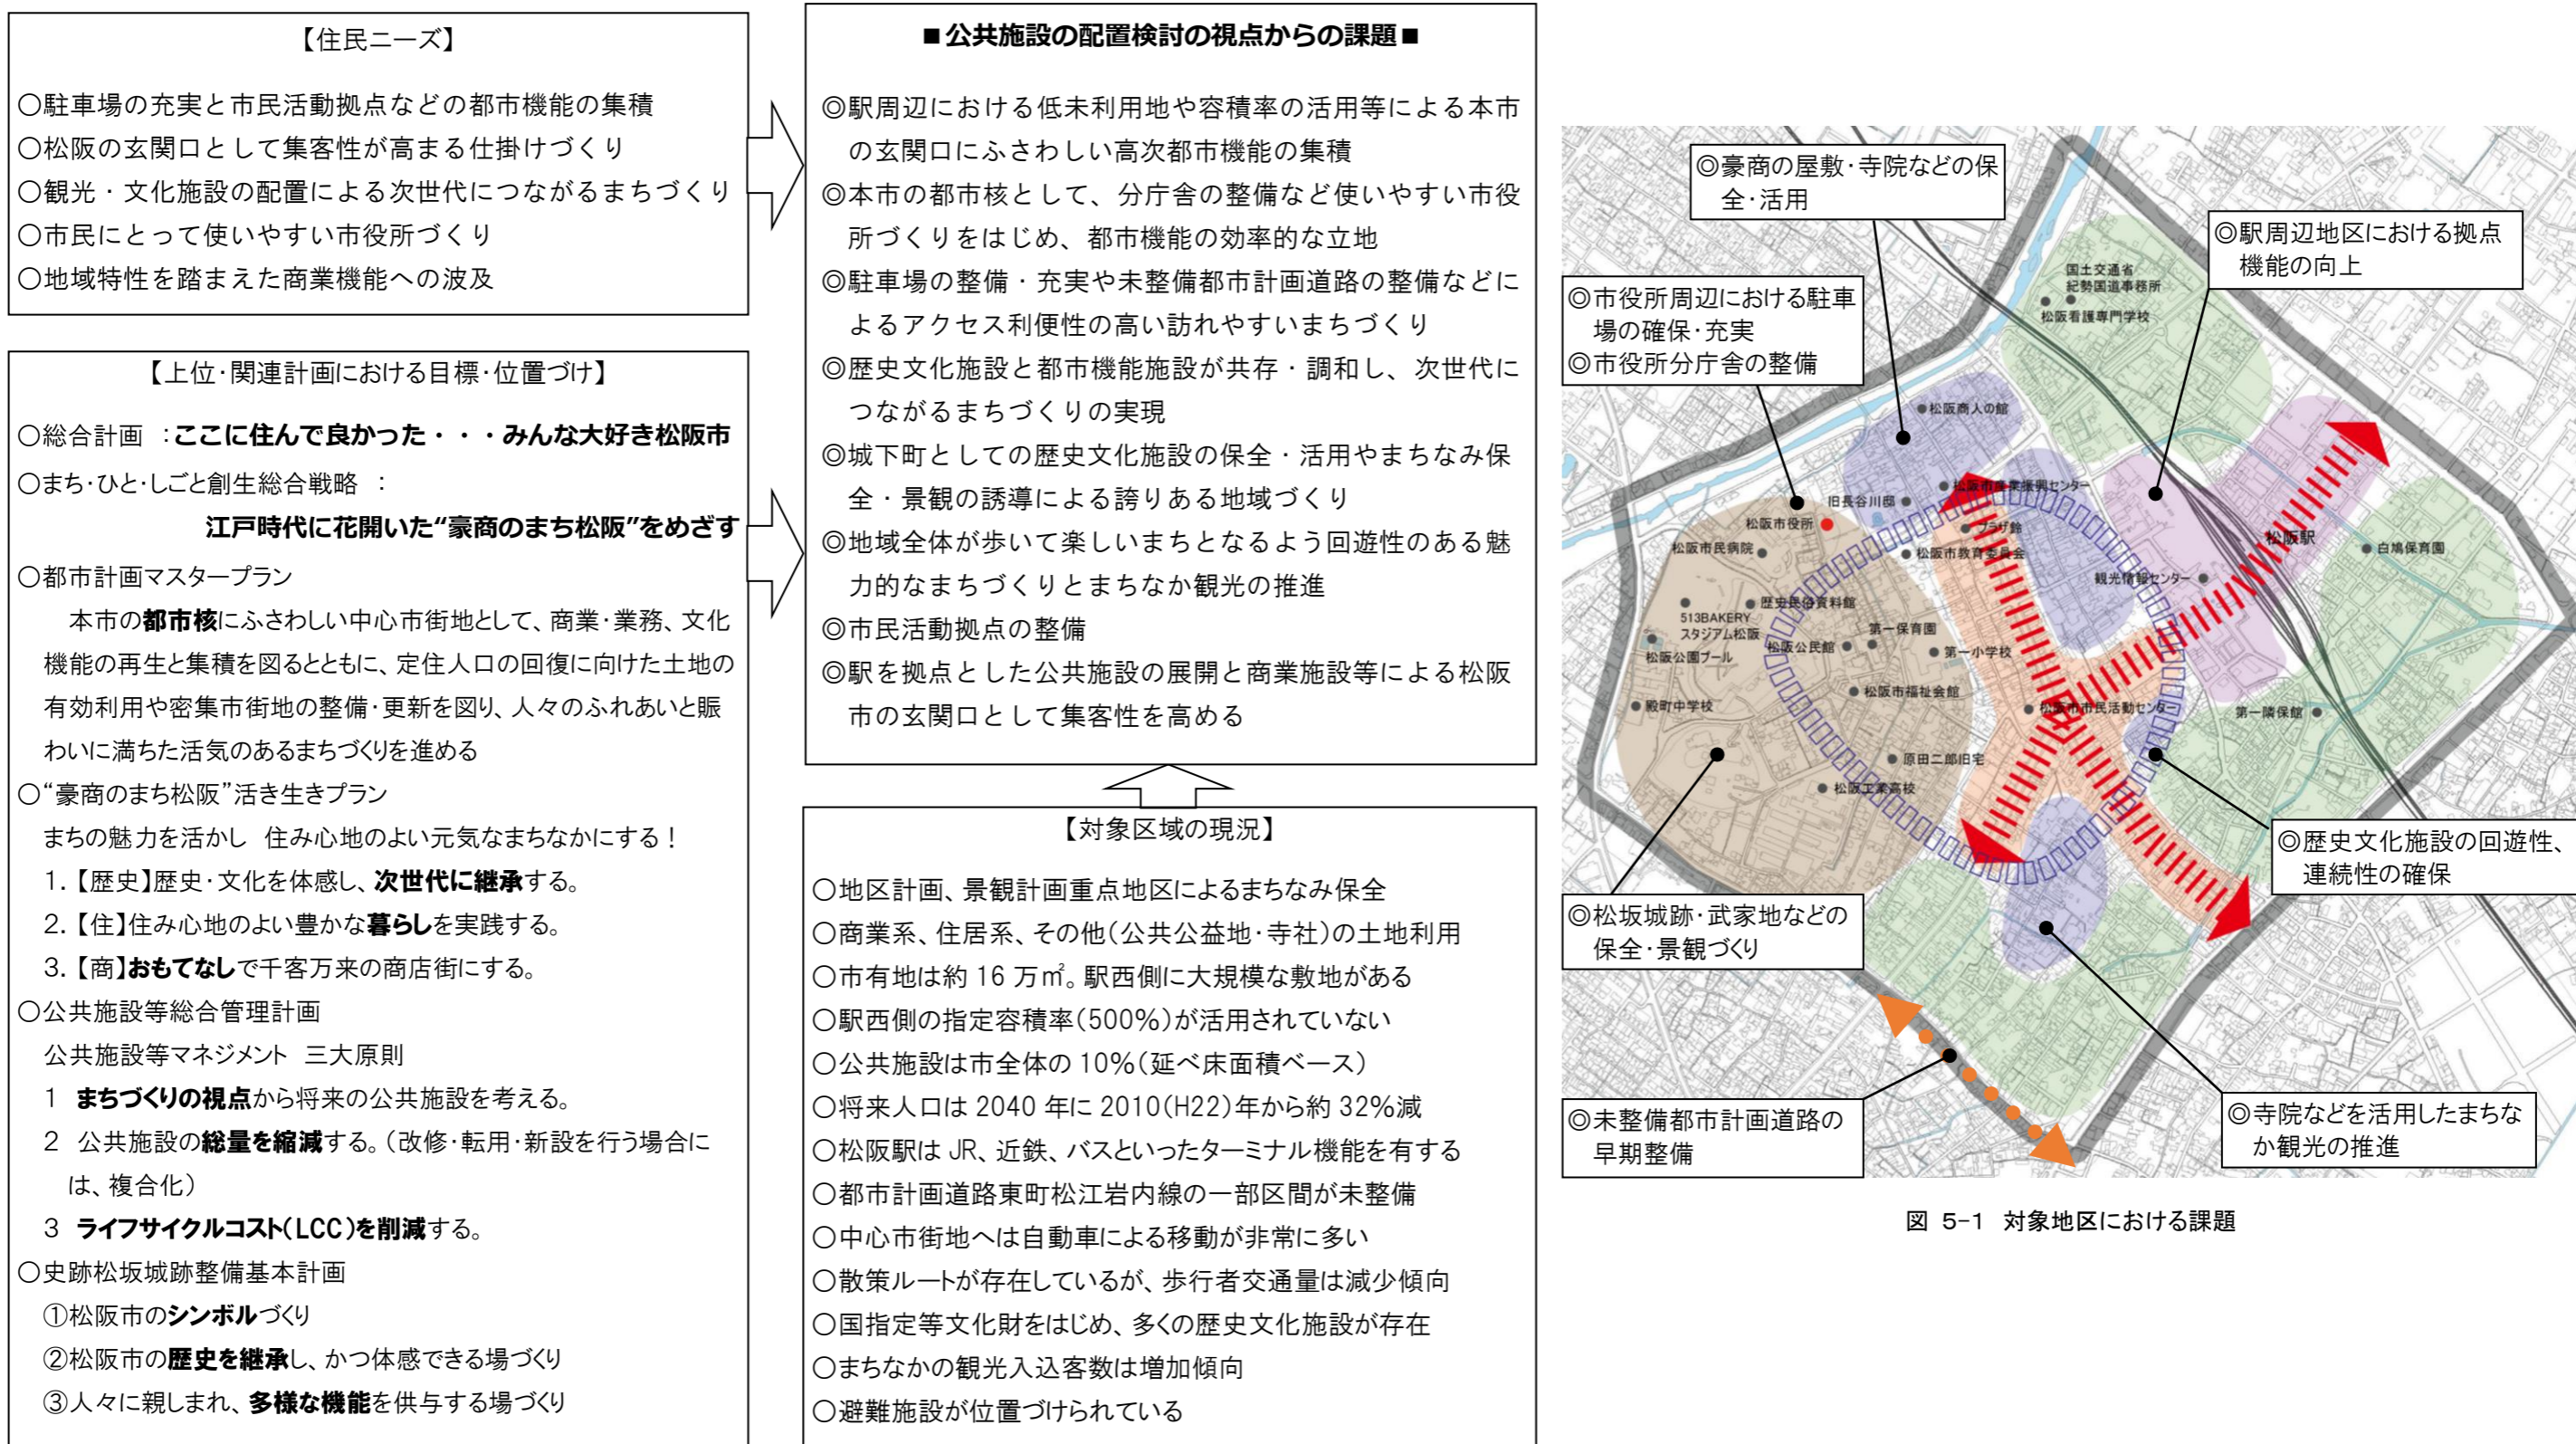 【住民ニーズ】
○駐車場の充実と市民活動拠点などの都市機能の集積
○松阪の玄関口として集客性が高まる仕掛けづくり
○観光・文化施設の配置による次世代につながるまちづくり
○市民にとって使いやすい市役所づくり
○地域特性を踏まえた商業機能への波及
【上位・関連計画における目標・位置づけ】
○総合計画 ：ここに住んで良かった・・・みんな大好き松阪市
○まち・ひと・しごと創生総合戦略 ：
江戸時代に花開いた“豪商のまち松阪”をめざす
○都市計画マスタープラン
本市の都市核にふさわしい中心市街地として、商業・業務、文化
機能の再生と集積を図るとともに、定住人口の回復に向けた土地の
有効利用や密集市街地の整備・更新を図り、人々のふれあいと賑
わいに満ちた活気のあるまちづくりを進める
○“豪商のまち松阪”活き生きプラン
まちの魅力を活かし 住み心地のよい元気なまちなかにする！
1．【歴史】歴史・文化を体感し、次世代に継承する。
2．【住】住み心地のよい豊かな暮らしを実践する。
3．【商】おもてなしで千客万来の商店街にする。
○公共施設等総合管理計画
公共施設等マネジメント 三大原則
1 まちづくりの視点から将来の公共施設を考える。
2 公共施設の総量を縮減する。（改修・転用・新設を行う場合に
は、複合化）
3 ライフサイクルコスト（LCC）を削減する。
○史跡松坂城跡整備基本計画
①松阪市のシンボルづくり
②松阪市の歴史を継承し、かつ体感できる場づくり
③人々に親しまれ、多様な機能を供与する場づくり
■公共施設の配置検討の視点からの課題■
◎駅周辺における低未利用地や容積率の活用等による本市
の玄関口にふさわしい高次都市機能の集積
◎本市の都市核として、分庁舎の整備など使いやすい市役
所づくりをはじめ、都市機能の効率的な立地
◎駐車場の整備・充実や未整備都市計画道路の整備などに
よるアクセス利便性の高い訪れやすいまちづくり
◎歴史文化施設と都市機能施設が共存・調和し、次世代に
つながるまちづくりの実現
◎城下町としての歴史文化施設の保全・活用やまちなみ保
全・景観の誘導による誇りある地域づくり
◎地域全体が歩いて楽しいまちとなるよう回遊性のある魅
力的なまちづくりとまちなか観光の推進
◎市民活動拠点の整備
◎駅を拠点とした公共施設の展開と商業施設等による松阪
市の玄関口として集客性を高める
【対象区域の現況】
○地区計画、景観計画重点地区によるまちなみ保全
○商業系、住居系、その他（公共公益地・寺社）の土地利用
○市有地は約 16 万㎡。駅西側に大規模な敷地がある
○駅西側の指定容積率（500%）が活用されていない
○公共施設は市全体の 10%（延べ床面積ベース）
○将来人口は 2040 年に 2010（H22）年から約 32%減
○松阪駅は JR、近鉄、バスといったターミナル機能を有する
○都市計画道路東町松江岩内線の一部区間が未整備
○中心市街地へは自動車による移動が非常に多い
○散策ルートが存在しているが、歩行者交通量は減少傾向
○国指定等文化財をはじめ、多くの歴史文化施設が存在
○まちなかの観光入込客数は増加傾向
○避難施設が位置づけられている
◎豪商の屋敷・寺院などの保
全・活用
◎駅周辺地区における拠点
機能の向上
◎市役所周辺における駐車
場の確保・充実
◎市役所分庁舎の整備
国土交通省
紀勢国道事務所
松阪看護専門学校
松阪商人の館
松阪市産業振興センター
旧長谷川邸
松阪市役所
プラザ鈴
松阪駅
松阪市民病院
松阪市教育委員会
白鳩保育園
観光情報センター
歴史民俗資料館
513BAKERY
スタジアム松阪
第一保育園
松阪公園プール
松阪公民館
第一小学校
松阪市福祉会館
殿町中学校
松阪市市民活動センター
第一隣保館
原田二郎旧宅
松阪工業高校
◎歴史文化施設の回遊性、
連続性の確保
◎松坂城跡・武家地などの
保全・景観づくり
◎未整備都市計画道路の
早期整備
◎寺院などを活用したまちな
か観光の推進
図 5-1 対象地区における課題